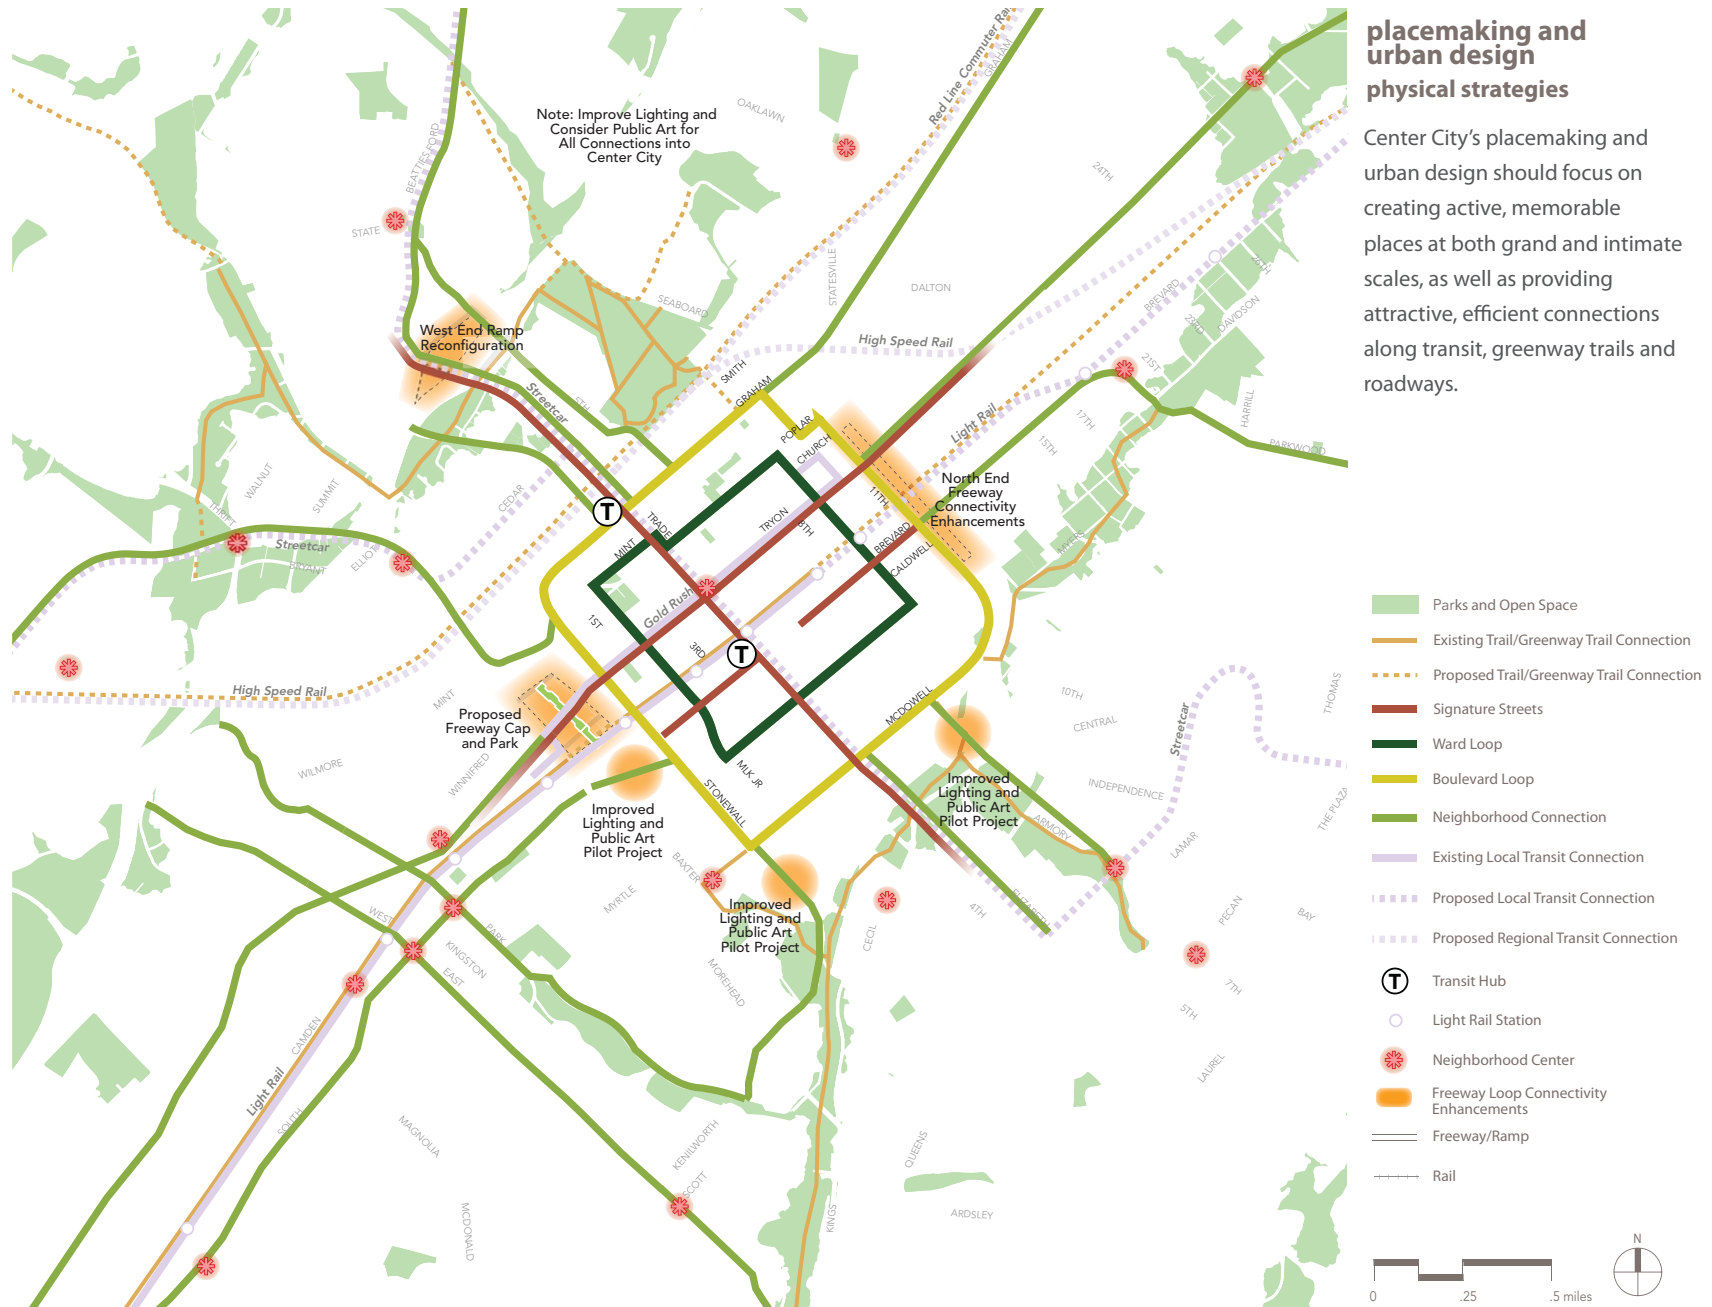 placemaking and
urban design
physical strategies
Center City’s placemaking and
urban design should focus on
creating active, memorable
places at both grand and intimate
scales, as well as providing
attractive, efficient connections
along transit, greenway trails and
roadways.
Note: Improve Lighting and
Consider Public Art for
All Connections into
Center City
OAKLAWN
Red Line Commuter Rail
GRAHAM
BEATTIES FORD
STATE
24TH
STATESVILLE
DALTON
SEABOARD
BREVARD
26TH
23RD
DAVIDSON
21ST
West End Ramp
Reconfiguration
High Speed Rail
SMITH
GRAHAM
Streetcar
5TH
POPLAR
CHURCH
Light Rail
17TH
15TH
HARRILL
PARKWOOD
WALNUT
SUMMIT
CEDAR
THRIFT
North End
Freeway
Connectivity
Enhancements
11TH
T
TRADE
TRYON
8TH
MINT
BREVARD
CALDWELL
MYERS
Streetcar
BRYANT
ELLIOT
Gold Rush
1ST
3RD
T
High Speed Rail
MINT
Proposed
Freeway Cap
and Park
MCDOWELL
10TH
CENTRAL
Streetcar
THOMAS
WILMORE
WINNIFRED
MLK JR
STONEWALL
Improved
Lighting and
Public Art
Pilot Project
Improved
Lighting and
Public Art
Pilot Project
INDEPENDENCE
THE PLAZA
ARMORY
LAMAR
BAXTER
MYRTLE
Improved
Lighting and
Public Art
Pilot Project
4TH
ELIZABETH
PECAN
BAY
WEST
PARK
KINGSTON
EAST
CECIL
MOREHEAD
7TH
5TH
CAMDEN
LAUREL
Light Rail
SOUTH
MAGNOLIA
KENILWORTH
QUEENS
SCOTT
KINGS
ARDSLEY
MCDONALD
Parks and Open Space
Existing Trail/Greenway Trail Connection
Proposed Trail/Greenway Trail Connection
Signature Streets
Ward Loop
Boulevard Loop
Neighborhood Connection
Existing Local Transit Connection
Proposed Local Transit Connection
Proposed Regional Transit Connection
T Transit Hub
Light Rail Station
Neighborhood Center
Freeway Loop Connectivity
Enhancements
Freeway/Ramp
Rail
N
0 .25 .5 miles